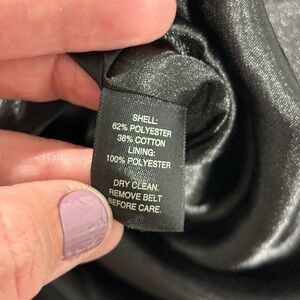 SHELL:
62% POLYESTER
38% COTTON
LINING:
100% POLYESTER
DRY CLEAN.
REMOVE BELT
BEFORE CARE.